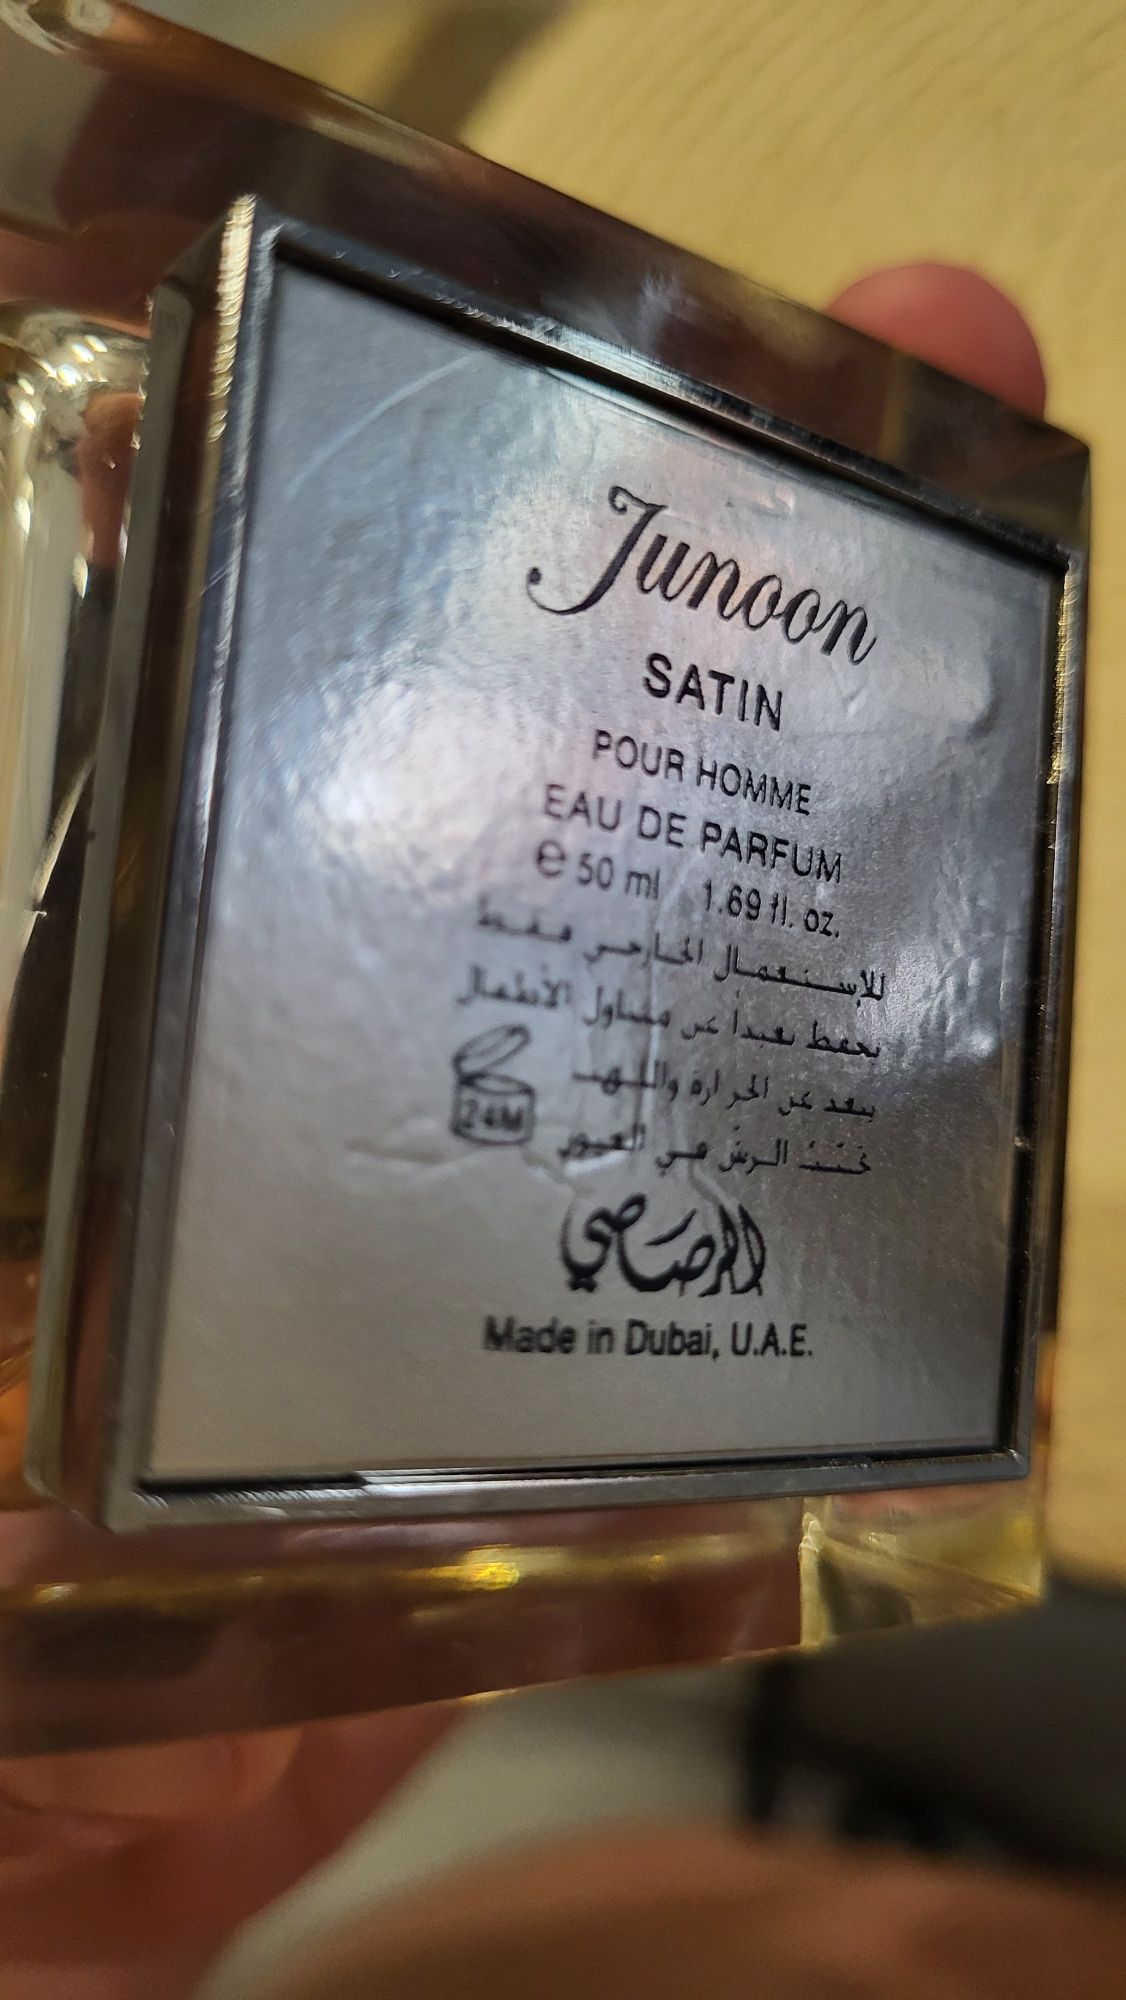 Junoon
SATIN
POUR HOMME
EAU DE PARFUM
e 50 ml 1.69 fl. oz.
للإستعمال الخارجي فقط
يحفظ بعيداً عن متناول الأطفال
يبعد عن الحرارة واللهب
تجنب الرش في العيون
24M
الرصاصي
Made in Dubai, U.A.E.